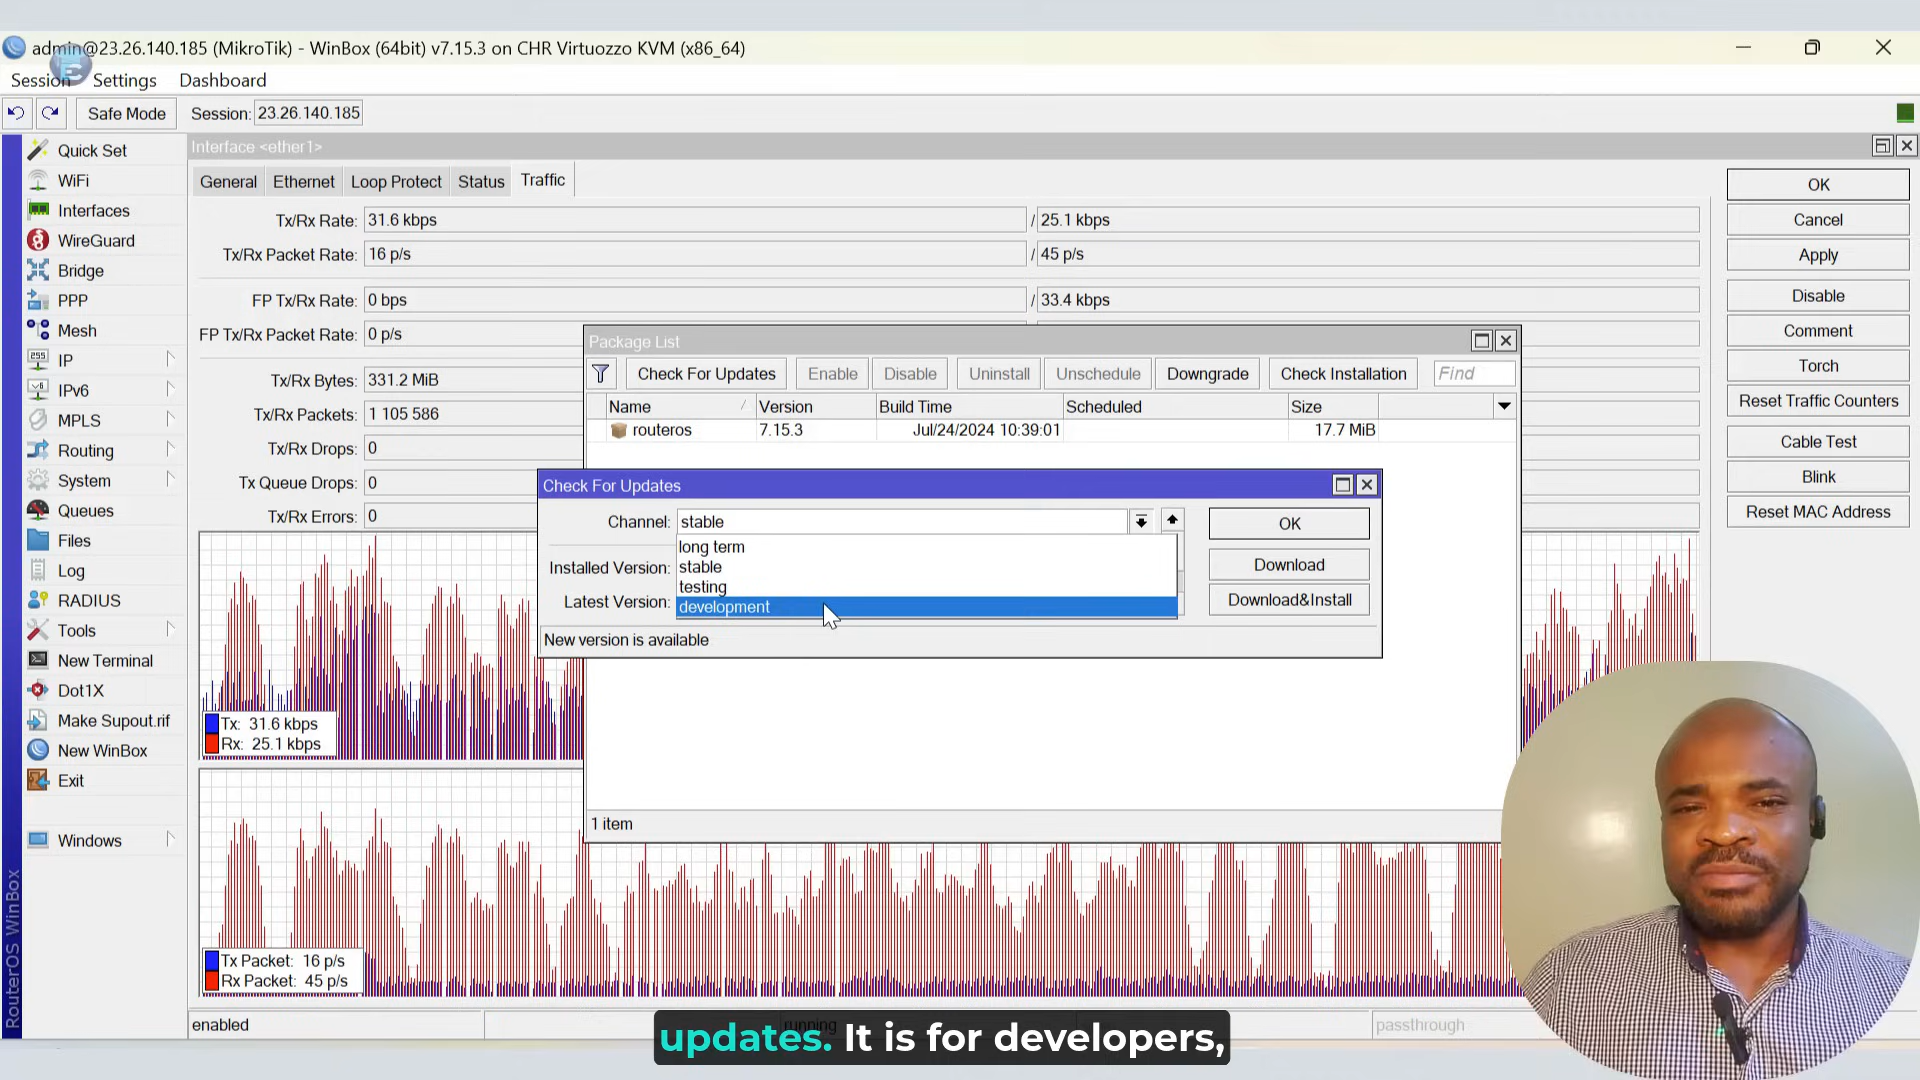 admin@23.26.140.185 (MikroTik) - WinBox (64bit) v7.15.3 on CHR Virtuozzo KVM (x86_64)
Session Settings Dashboard
Safe Mode Session: 23.26.140.185
Quick Set
WiFi
Interfaces
WireGuard
Bridge
PPP
Mesh
IP
IPv6
MPLS
Routing
System
Queues
Files
Log
RADIUS
Tools
New Terminal
Dot1X
Make Supout.rif
New WinBox
Exit
Windows
RouterOS WinBox
Interface <ether1>
General Ethernet Loop Protect Status Traffic
Tx/Rx Rate: 31.6 kbps / 25.1 kbps
Tx/Rx Packet Rate: 16 p/s / 45 p/s
FP Tx/Rx Rate: 0 bps / 33.4 kbps
FP Tx/Rx Packet Rate: 0 p/s
Tx/Rx Bytes: 331.2 MiB
Tx/Rx Packets: 1 105 586
Tx/Rx Drops: 0
Tx Queue Drops: 0
Tx/Rx Errors: 0
Tx: 31.6 kbps
Rx: 25.1 kbps
Tx Packet: 16 p/s
Rx Packet: 45 p/s
enabled running passthrough
OK
Cancel
Apply
Disable
Comment
Torch
Reset Traffic Counters
Cable Test
Blink
Reset MAC Address
Package List
Check For Updates Enable Disable Uninstall Unschedule Downgrade Check Installation Find
Name Version Build Time Scheduled Size
routeros 7.15.3 Jul/24/2024 10:39:01 17.7 MiB
1 item
Check For Updates
Channel: stable
long term
stable
testing
development
Installed Version:
Latest Version:
OK
Download
Download&Install
New version is available
updates. It is for developers,